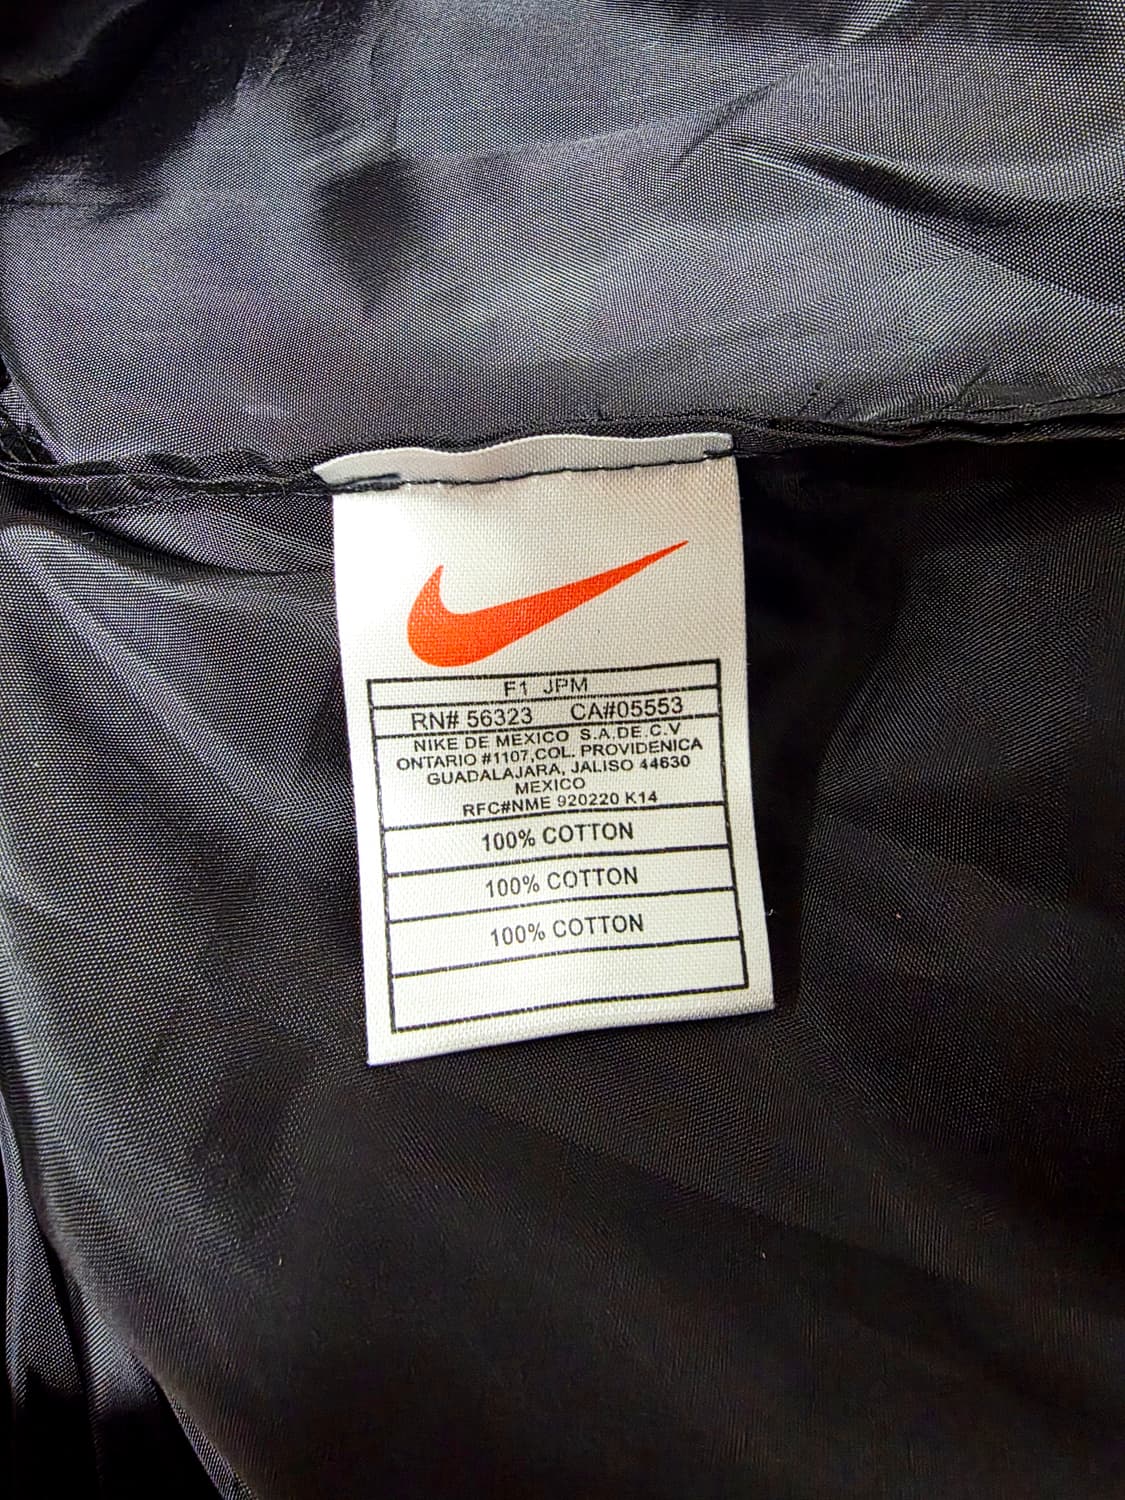 F1 JPM
RN# 56323 CA#05553
NIKE DE MEXICO S.A.DE.C.V
ONTARIO #1107,COL.PROVIDENICA
GUADALAJARA, JALISO 44630
MEXICO
RFC#NME 920220 K14
100% COTTON
100% COTTON
100% COTTON